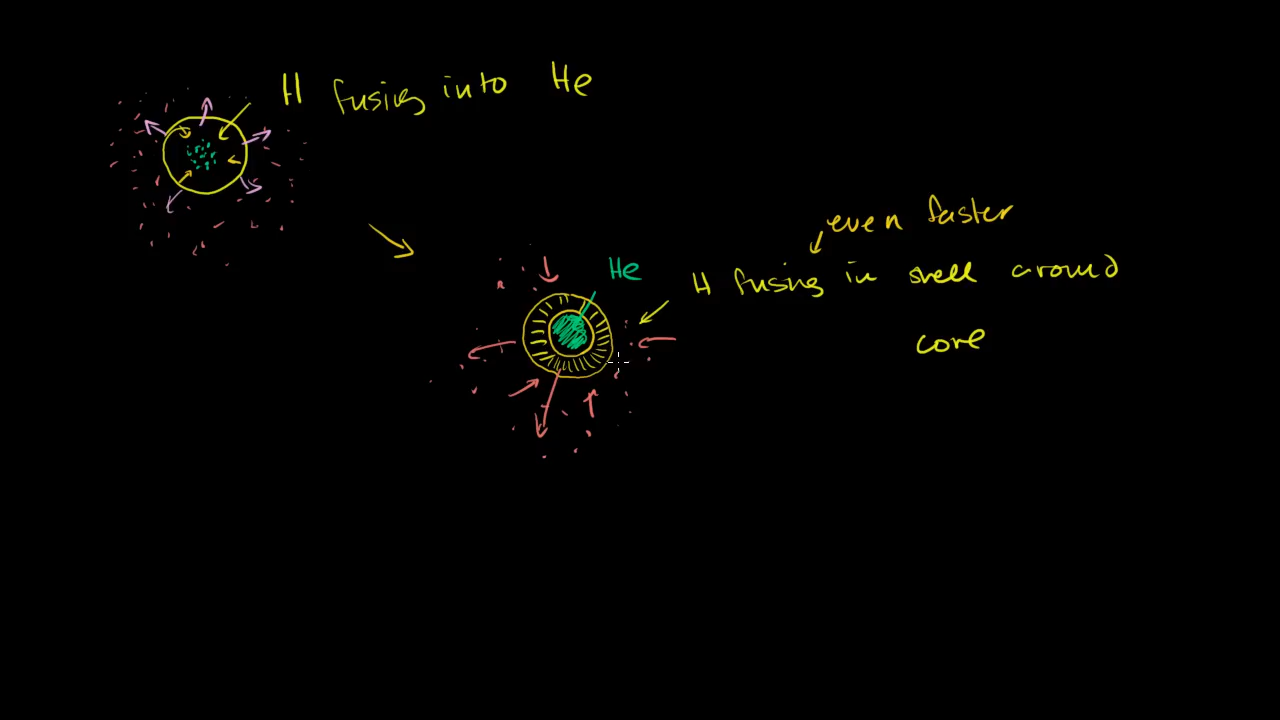 H fusing into He
even faster
He
H fusing in shell around
core